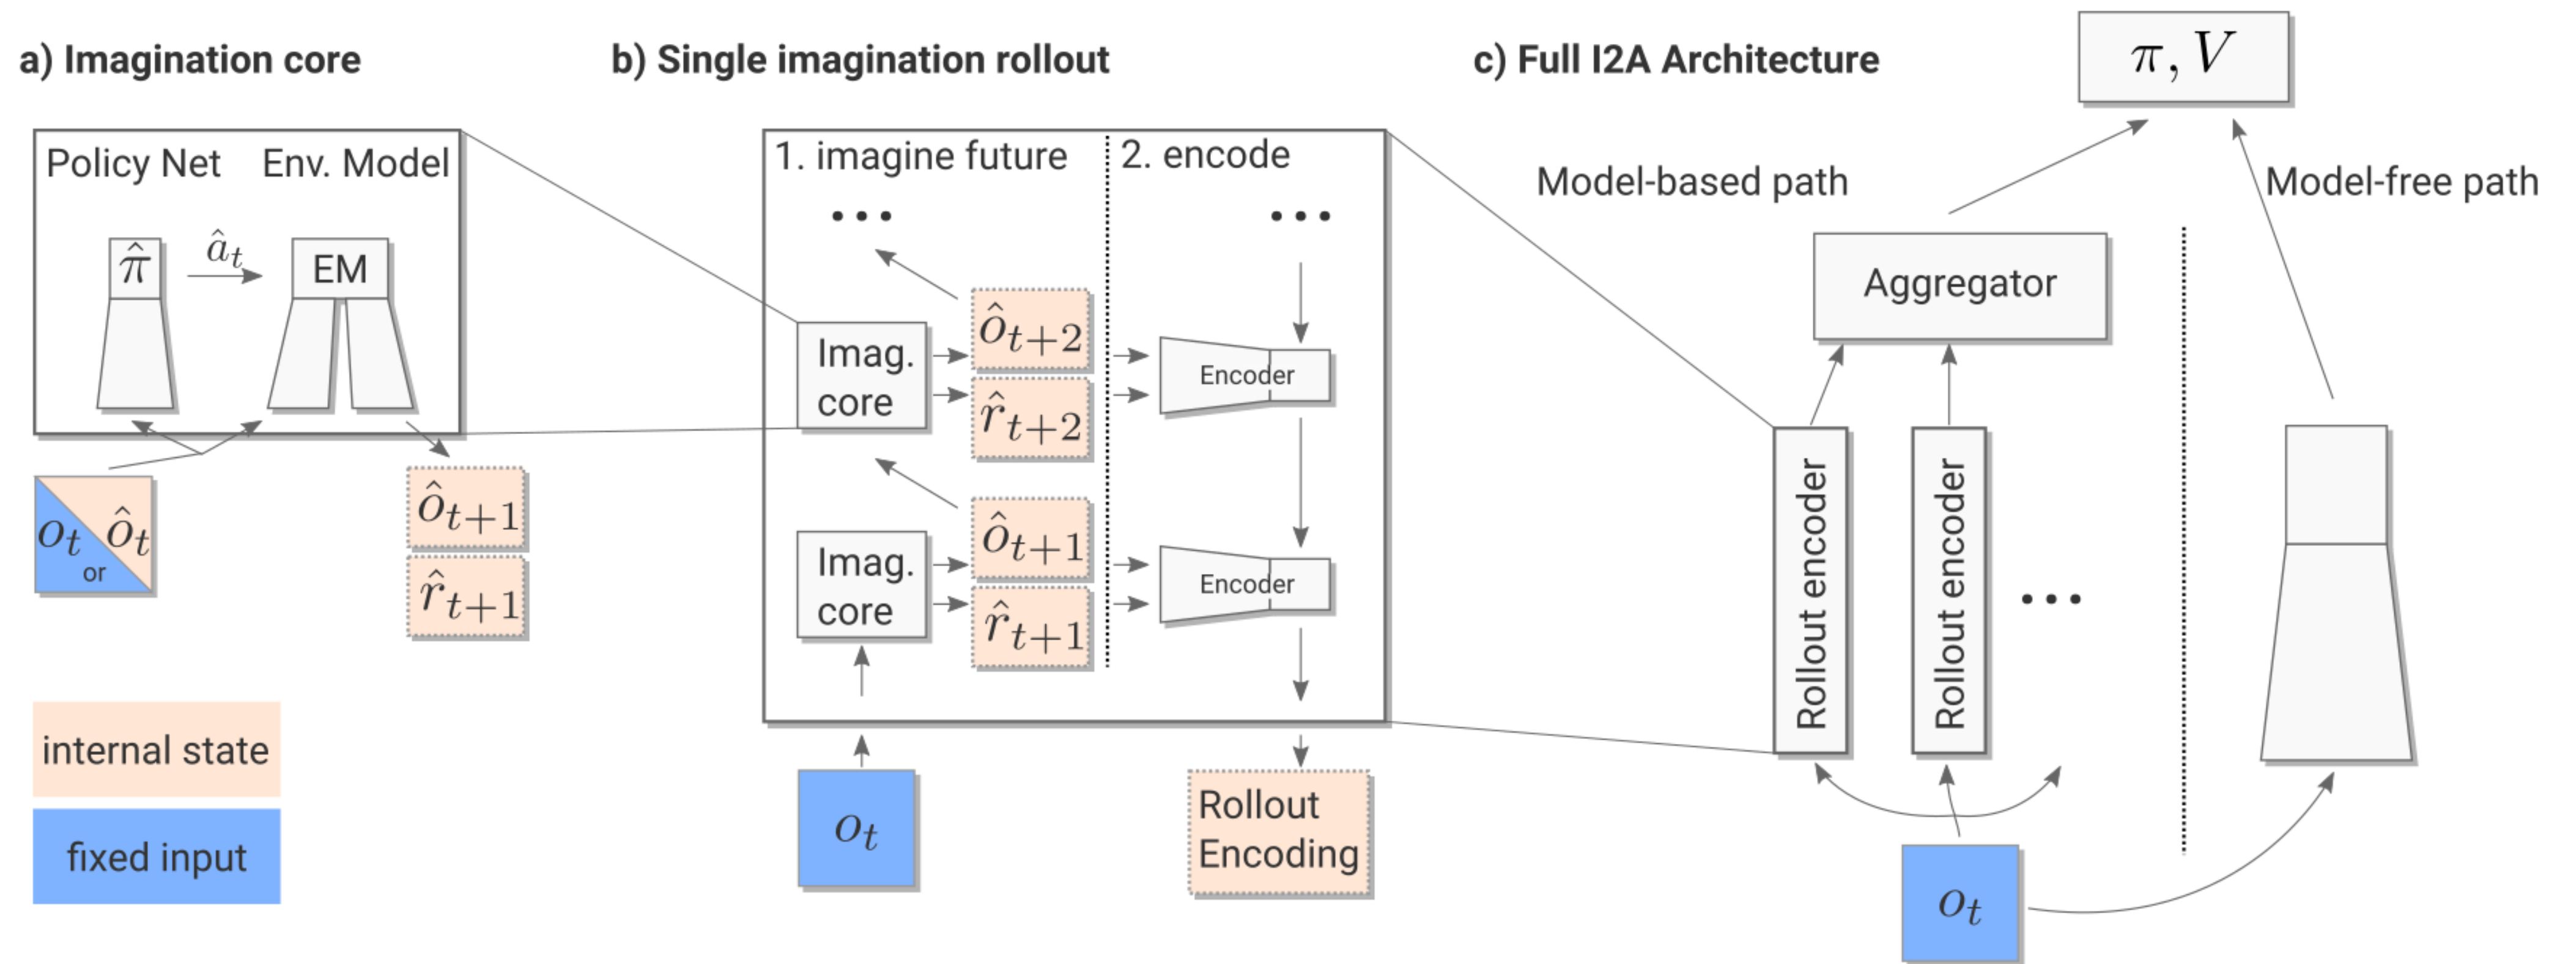 a) Imagination core
Policy Net Env. Model
π̂
â_t
EM
o_t ô_t
or
ô_{t+1}
r̂_{t+1}
internal state
fixed input
b) Single imagination rollout
1. imagine future
2. encode
...
...
Imag.
core
ô_{t+2}
r̂_{t+2}
Encoder
Imag.
core
ô_{t+1}
r̂_{t+1}
Encoder
o_t
Rollout
Encoding
c) Full I2A Architecture
π, V
Model-based path
Model-free path
Aggregator
Rollout encoder
Rollout encoder
...
o_t